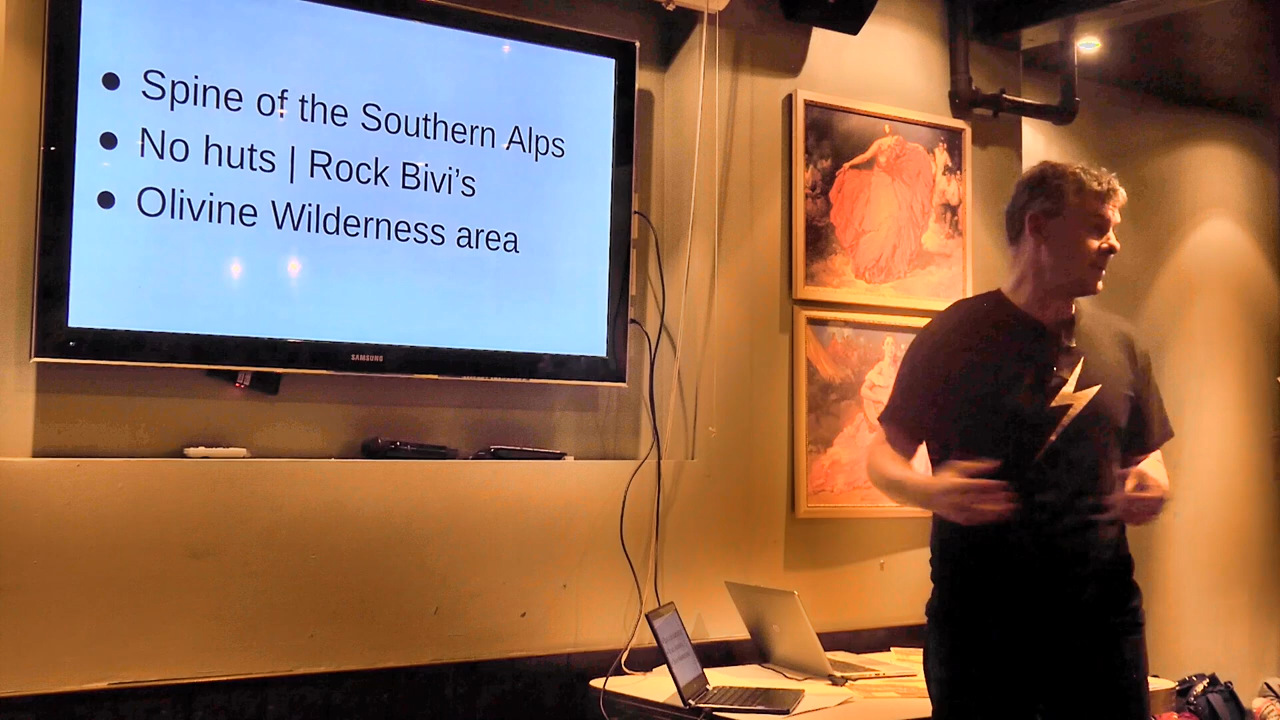 • Spine of the Southern Alps
• No huts | Rock Bivi’s
• Olivine Wilderness area
SAMSUNG